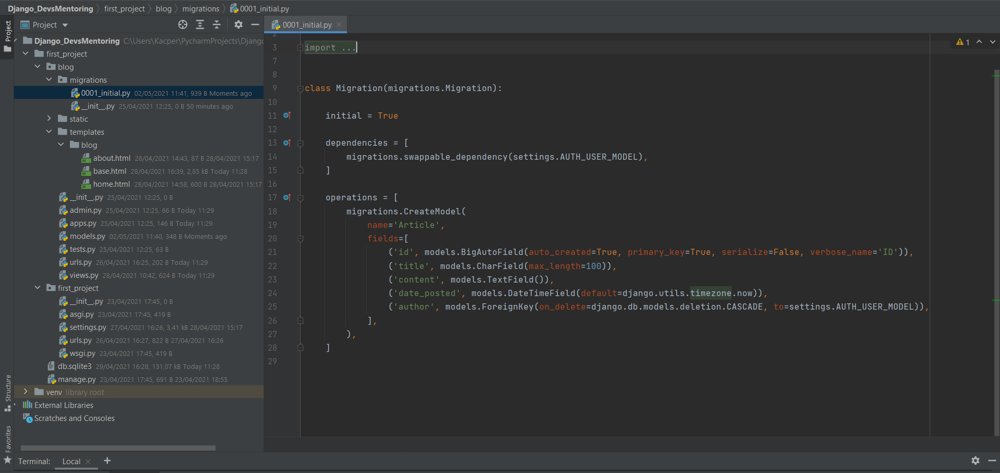 Django_DevsMentoring first_project blog migrations 0001_initial.py
Project
Project
0001_initial.py
Django_DevsMentoring C:\Users\Kacper\PycharmProjects\Django
first_project
blog
migrations
0001_initial.py 02/05/2021 11:41, 939 B Moments ago
__init__.py 25/04/2021 12:25, 0 B 50 minutes ago
static
templates
blog
about.html 28/04/2021 14:43, 87 B 28/04/2021 15:17
base.html 28/04/2021 16:39, 2,85 kB Today 11:28
home.html 28/04/2021 14:58, 600 B 28/04/2021 15:17
__init__.py 25/04/2021 12:25, 0 B
admin.py 25/04/2021 12:25, 66 B Today 11:29
apps.py 25/04/2021 12:25, 146 B Today 11:29
models.py 02/05/2021 11:40, 348 B Moments ago
tests.py 25/04/2021 12:25, 63 B
urls.py 26/04/2021 16:25, 202 B Today 11:29
views.py 28/04/2021 10:42, 624 B Today 11:29
first_project
__init__.py 23/04/2021 17:45, 0 B
asgi.py 23/04/2021 17:45, 419 B
settings.py 27/04/2021 16:26, 3,41 kB 28/04/2021 15:17
urls.py 26/04/2021 16:27, 822 B 27/04/2021 16:26
wsgi.py 23/04/2021 17:45, 419 B
db.sqlite3 29/04/2021 16:28, 131,07 kB Today 11:28
manage.py 23/04/2021 17:45, 691 B 23/04/2021 18:55
venv library root
External Libraries
Scratches and Consoles
Structure
Favorites
1
2
3 import ...
7
8
9 class Migration(migrations.Migration):
10
11 initial = True
12
13 dependencies = [
14 migrations.swappable_dependency(settings.AUTH_USER_MODEL),
15 ]
16
17 operations = [
18 migrations.CreateModel(
19 name='Article',
20 fields=[
21 ('id', models.BigAutoField(auto_created=True, primary_key=True, serialize=False, verbose_name='ID')),
22 ('title', models.CharField(max_length=100)),
23 ('content', models.TextField()),
24 ('date_posted', models.DateTimeField(default=django.utils.timezone.now)),
25 ('author', models.ForeignKey(on_delete=django.db.models.deletion.CASCADE, to=settings.AUTH_USER_MODEL)),
26 ],
27 ),
28 ]
29
Terminal: Local